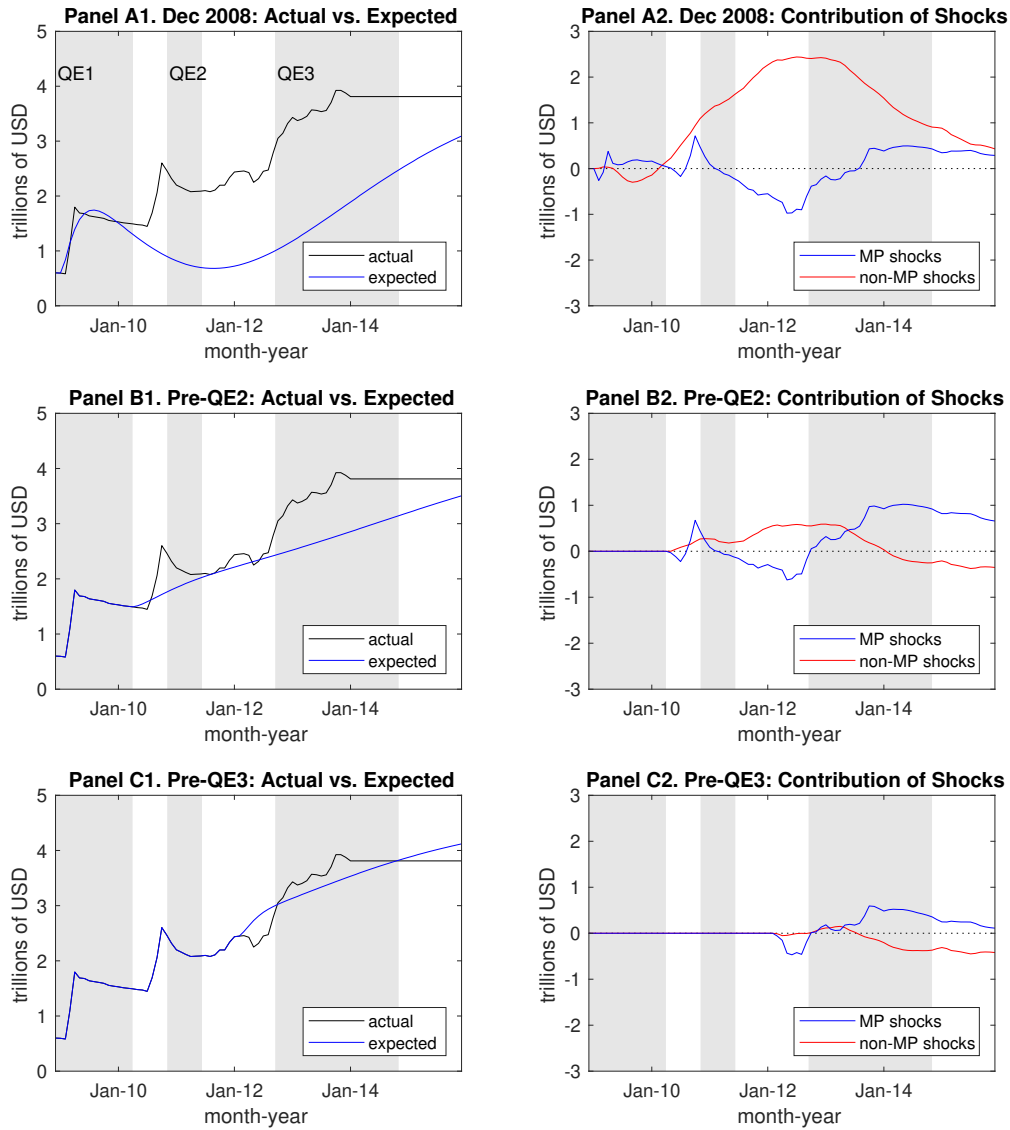 Panel A1. Dec 2008: Actual vs. Expected
5
4
3
2
1
0
trillions of USD
QE1
QE2
QE3
actual
expected
Jan-10
Jan-12
Jan-14
month-year
Panel A2. Dec 2008: Contribution of Shocks
3
2
1
0
-1
-2
-3
trillions of USD
MP shocks
non-MP shocks
Jan-10
Jan-12
Jan-14
month-year
Panel B1. Pre-QE2: Actual vs. Expected
5
4
3
2
1
0
trillions of USD
actual
expected
Jan-10
Jan-12
Jan-14
month-year
Panel B2. Pre-QE2: Contribution of Shocks
3
2
1
0
-1
-2
-3
trillions of USD
MP shocks
non-MP shocks
Jan-10
Jan-12
Jan-14
month-year
Panel C1. Pre-QE3: Actual vs. Expected
5
4
3
2
1
0
trillions of USD
actual
expected
Jan-10
Jan-12
Jan-14
month-year
Panel C2. Pre-QE3: Contribution of Shocks
3
2
1
0
-1
-2
-3
trillions of USD
MP shocks
non-MP shocks
Jan-10
Jan-12
Jan-14
month-year